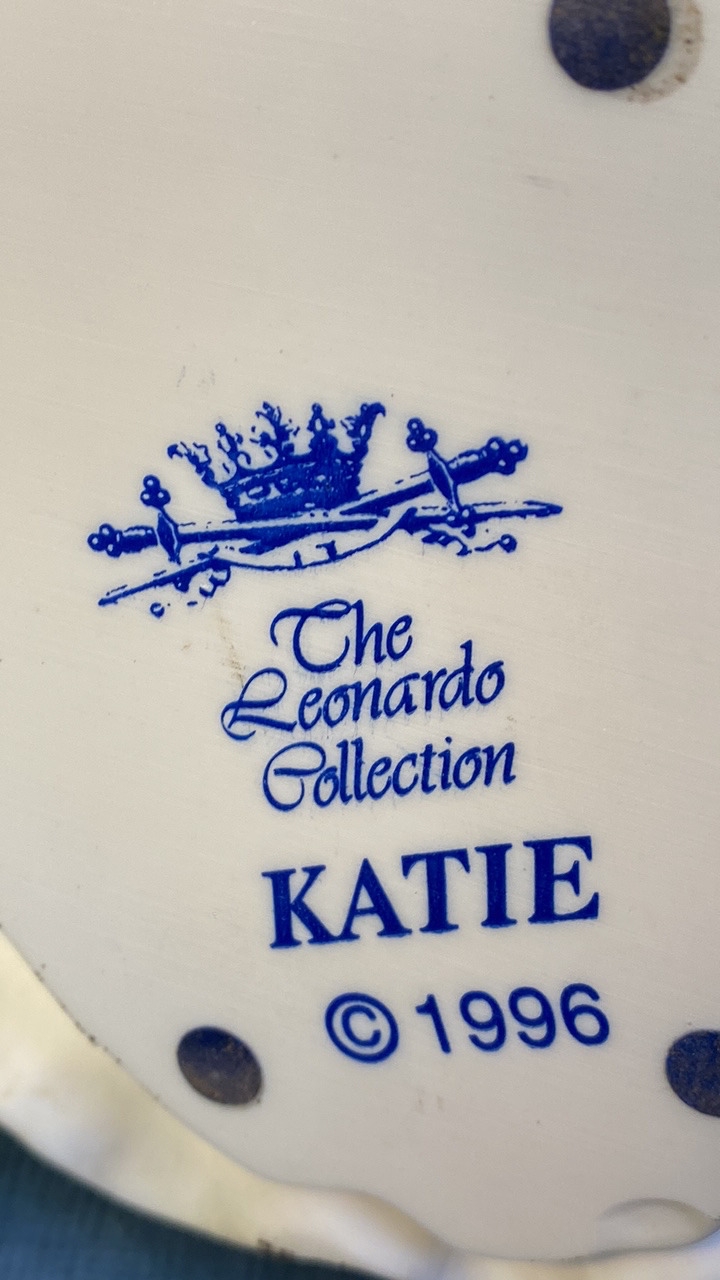 The
Leonardo
Collection
KATIE
©1996